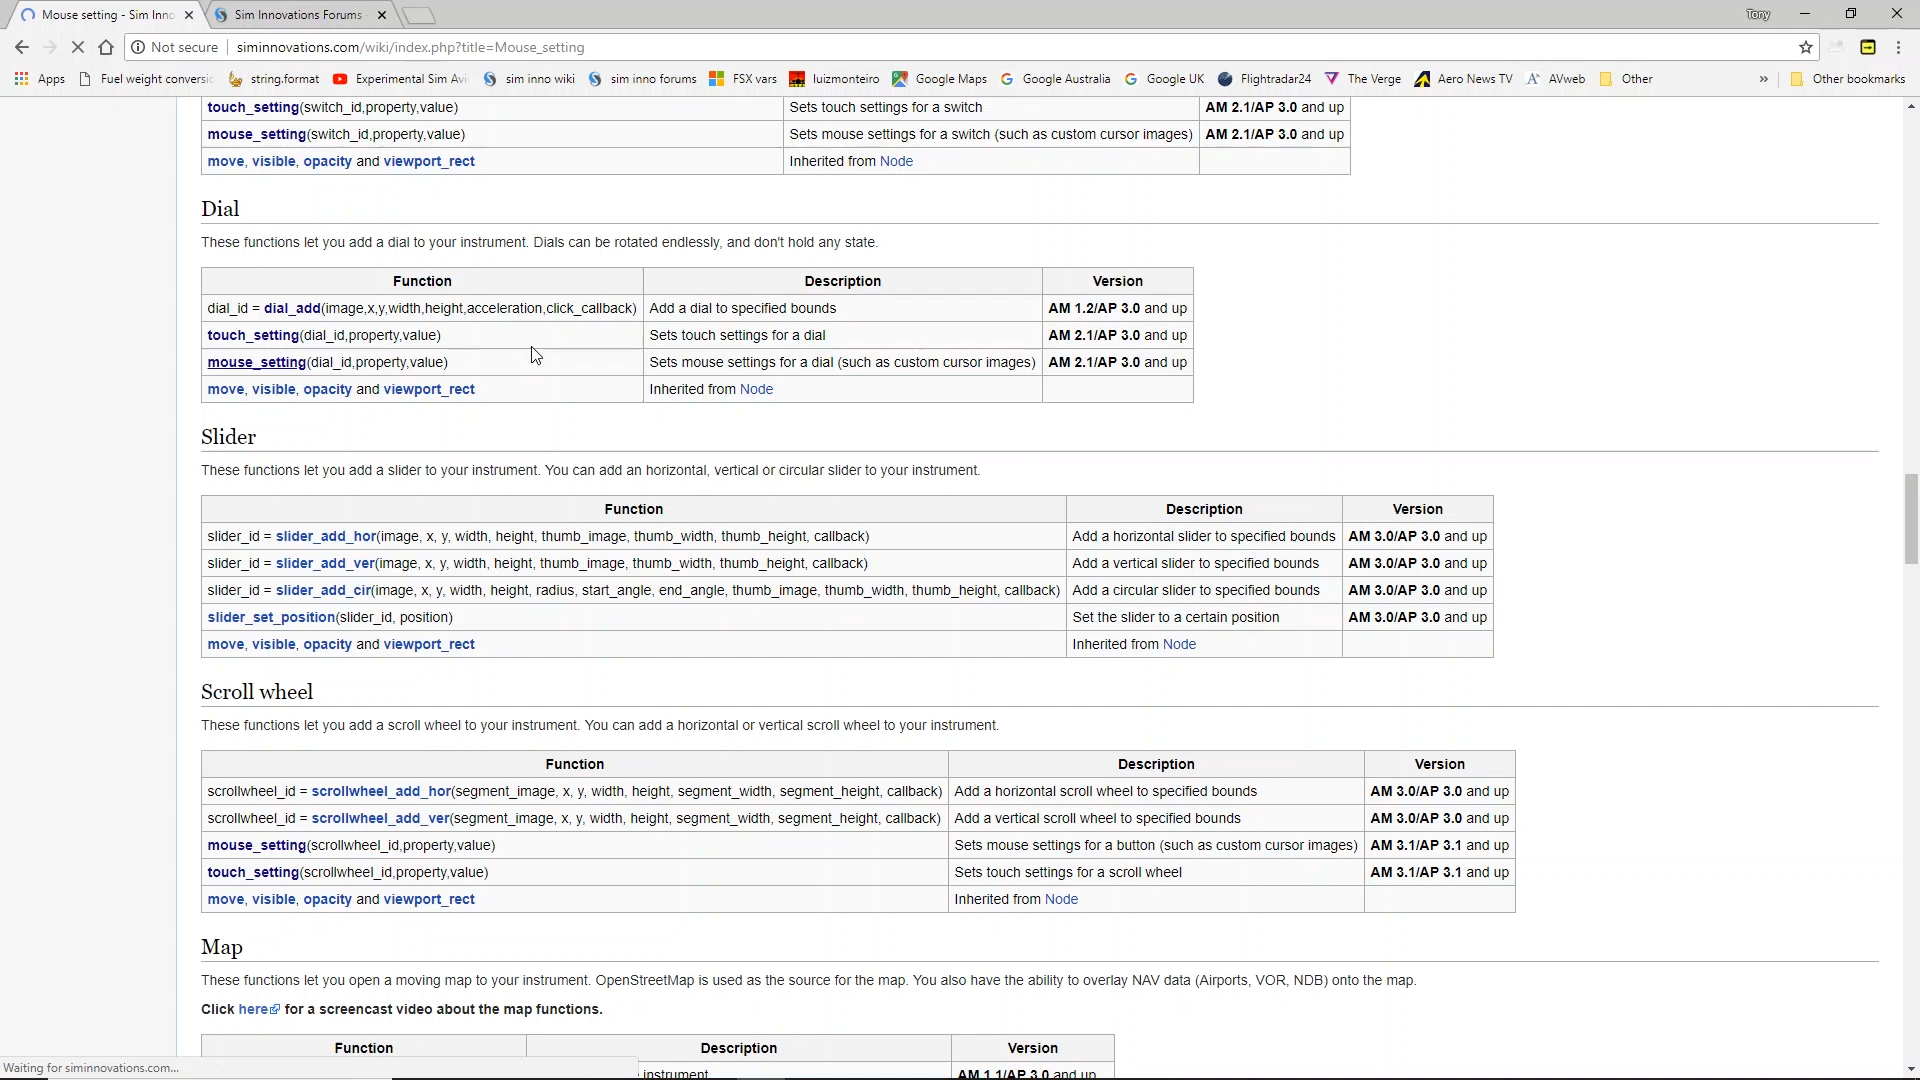 Mouse setting - Sim Inno
Sim Innovations Forums
Tony
Not secure
siminnovations.com/wiki/index.php?title=Mouse_setting
Apps
Fuel weight conversi
string.format
Experimental Sim Avi
sim inno wiki
sim inno forums
FSX vars
luizmonteiro
Google Maps
Google Australia
Google UK
Flightradar24
The Verge
Aero News TV
AVweb
Other
»
Other bookmarks
touch_setting(switch_id,property,value) Sets touch settings for a switch AM 2.1/AP 3.0 and up
mouse_setting(switch_id,property,value) Sets mouse settings for a switch (such as custom cursor images) AM 2.1/AP 3.0 and up
move, visible, opacity and viewport_rect Inherited from Node
Dial
These functions let you add a dial to your instrument. Dials can be rotated endlessly, and don't hold any state.
Function Description Version
dial_id = dial_add(image,x,y,width,height,acceleration,click_callback) Add a dial to specified bounds AM 1.2/AP 3.0 and up
touch_setting(dial_id,property,value) Sets touch settings for a dial AM 2.1/AP 3.0 and up
mouse_setting(dial_id,property,value) Sets mouse settings for a dial (such as custom cursor images) AM 2.1/AP 3.0 and up
move, visible, opacity and viewport_rect Inherited from Node
Slider
These functions let you add a slider to your instrument. You can add an horizontal, vertical or circular slider to your instrument.
Function Description Version
slider_id = slider_add_hor(image, x, y, width, height, thumb_image, thumb_width, thumb_height, callback) Add a horizontal slider to specified bounds AM 3.0/AP 3.0 and up
slider_id = slider_add_ver(image, x, y, width, height, thumb_image, thumb_width, thumb_height, callback) Add a vertical slider to specified bounds AM 3.0/AP 3.0 and up
slider_id = slider_add_cir(image, x, y, width, height, radius, start_angle, end_angle, thumb_image, thumb_width, thumb_height, callback) Add a circular slider to specified bounds AM 3.0/AP 3.0 and up
slider_set_position(slider_id, position) Set the slider to a certain position AM 3.0/AP 3.0 and up
move, visible, opacity and viewport_rect Inherited from Node
Scroll wheel
These functions let you add a scroll wheel to your instrument. You can add a horizontal or vertical scroll wheel to your instrument.
Function Description Version
scrollwheel_id = scrollwheel_add_hor(segment_image, x, y, width, height, segment_width, segment_height, callback) Add a horizontal scroll wheel to specified bounds AM 3.0/AP 3.0 and up
scrollwheel_id = scrollwheel_add_ver(segment_image, x, y, width, height, segment_width, segment_height, callback) Add a vertical scroll wheel to specified bounds AM 3.0/AP 3.0 and up
mouse_setting(scrollwheel_id,property,value) Sets mouse settings for a button (such as custom cursor images) AM 3.1/AP 3.1 and up
touch_setting(scrollwheel_id,property,value) Sets touch settings for a scroll wheel AM 3.1/AP 3.1 and up
move, visible, opacity and viewport_rect Inherited from Node
Map
These functions let you open a moving map to your instrument. OpenStreetMap is used as the source for the map. You also have the ability to overlay NAV data (Airports, VOR, NDB) onto the map.
Click here for a screencast video about the map functions.
Function Description Version
Waiting for siminnovations.com...
instrument AM 1.1/AP 3.0 and up